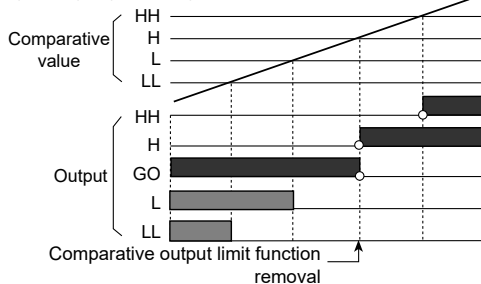 HH
Comparative
value
H
L
LL
HH
H
Output
GO
L
LL
Comparative output limit function
removal